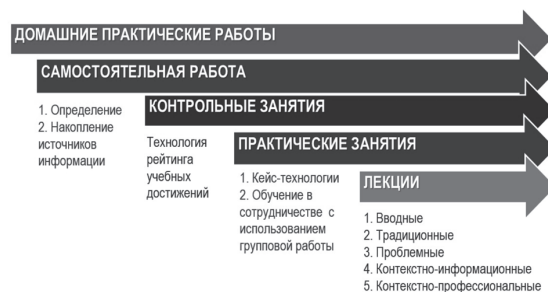 ДОМАШНИЕ ПРАКТИЧЕСКИЕ РАБОТЫ
САМОСТОЯТЕЛЬНАЯ РАБОТА
1. Определение
2. Накопление
источников
информации
КОНТРОЛЬНЫЕ ЗАНЯТИЯ
Технология
рейтинга
учебных
достижений
ПРАКТИЧЕСКИЕ ЗАНЯТИЯ
1. Кейс-технологии
2. Обучение в
сотрудничестве с
использованием
групповой работы
ЛЕКЦИИ
1. Вводные
2. Традиционные
3. Проблемные
4. Контекстно-информационные
5. Контекстно-профессиональные